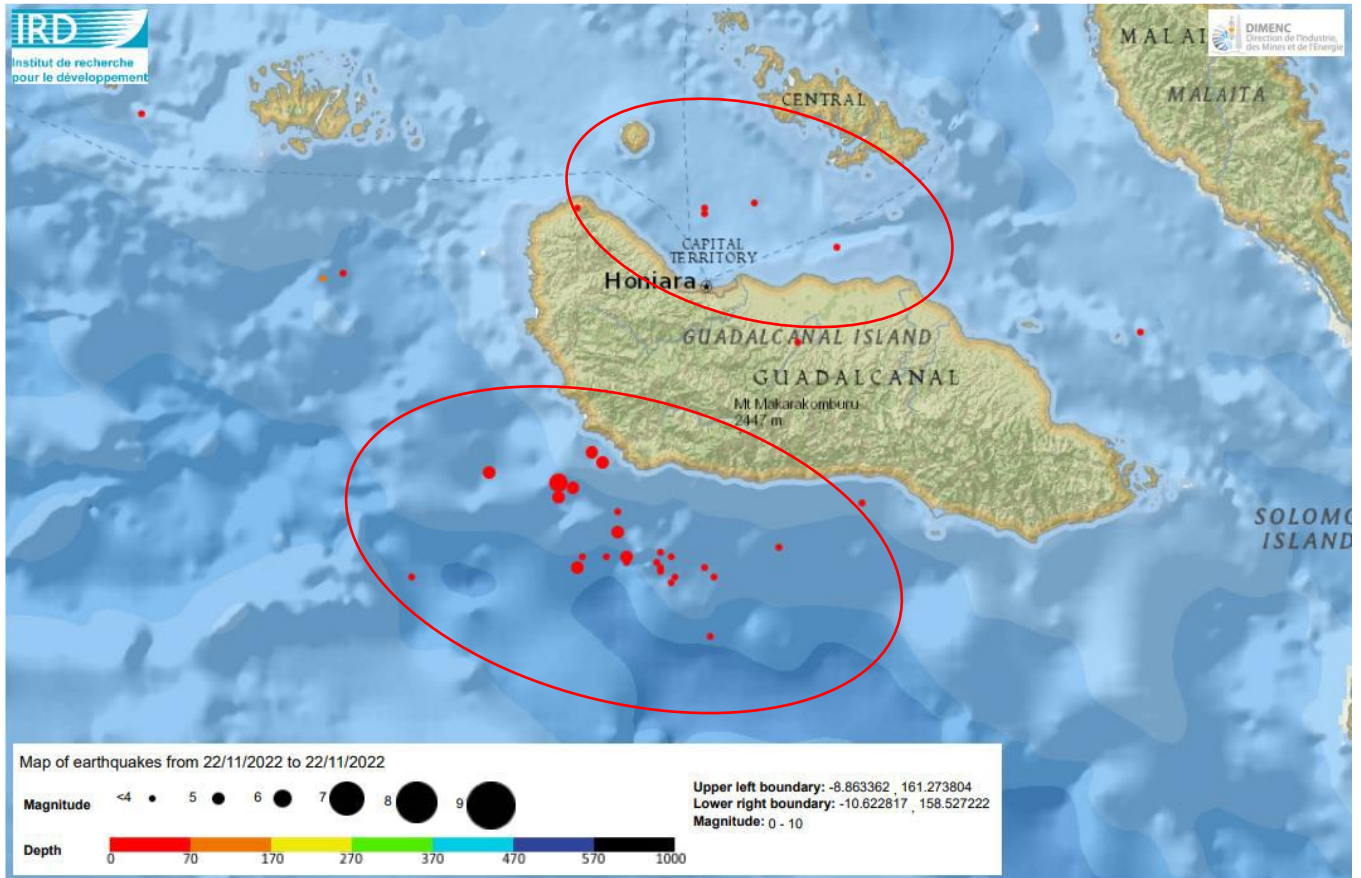 IRD
Institut de recherche
pour le développement
MALAI
DIMENC
Direction de l'Industrie,
des Mines et de l'Energie
CENTRAL
MALAITA
CAPITAL
TERRITORY
Honiara
GUADALCANAL ISLAND
GUADALCANAL
Mt Makarakomburu
2447 m
SOLOMO
ISLAND
Map of earthquakes from 22/11/2022 to 22/11/2022
Magnitude <4 5 6 7 8 9
Depth 0 70 170 270 370 470 570 1000
Upper left boundary: -8.863362 , 161.273804
Lower right boundary: -10.622817 , 158.527222
Magnitude: 0 - 10